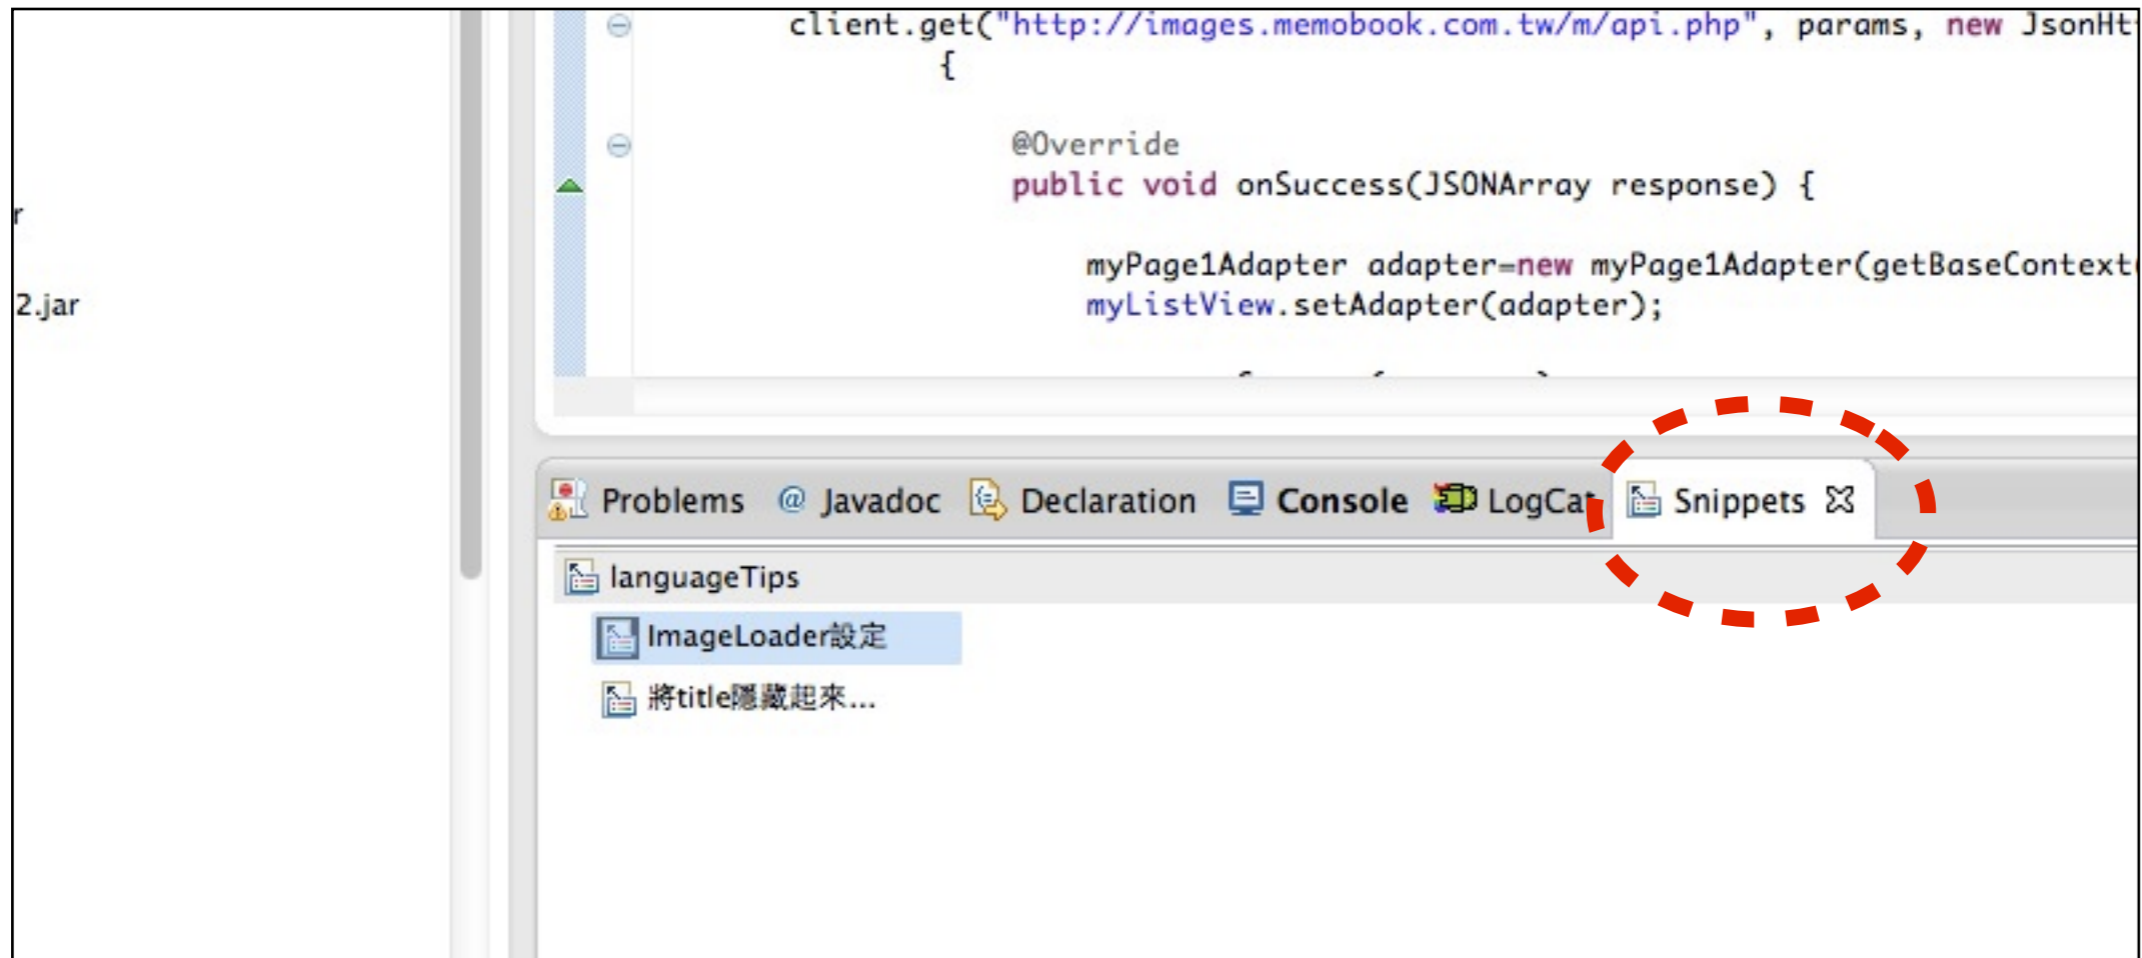 client.get("http://images.memobook.com.tw/m/api.php", params, new JsonHt
{
@Override
public void onSuccess(JSONArray response) {
r
myPage1Adapter adapter=new myPage1Adapter(getBaseContext(
2.jar
myListView.setAdapter(adapter);
Problems @ Javadoc Declaration Console LogCat Snippets
languageTips
ImageLoader設定
將title隱藏起來...